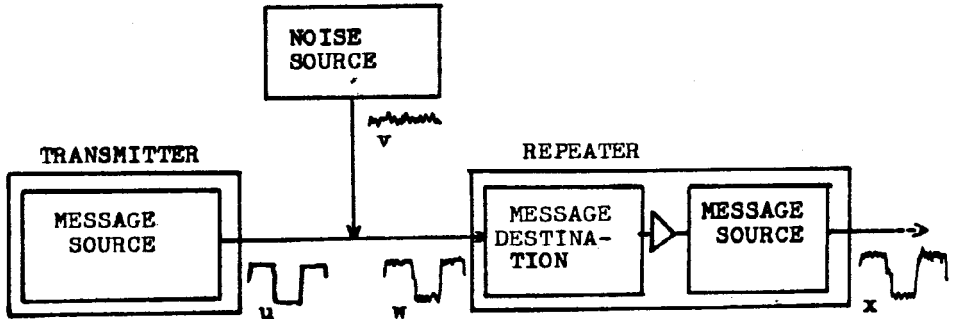 NOISE
SOURCE
v
TRANSMITTER
REPEATER
MESSAGE
SOURCE
MESSAGE
DESTINA-
TION
MESSAGE
SOURCE
u
w
x